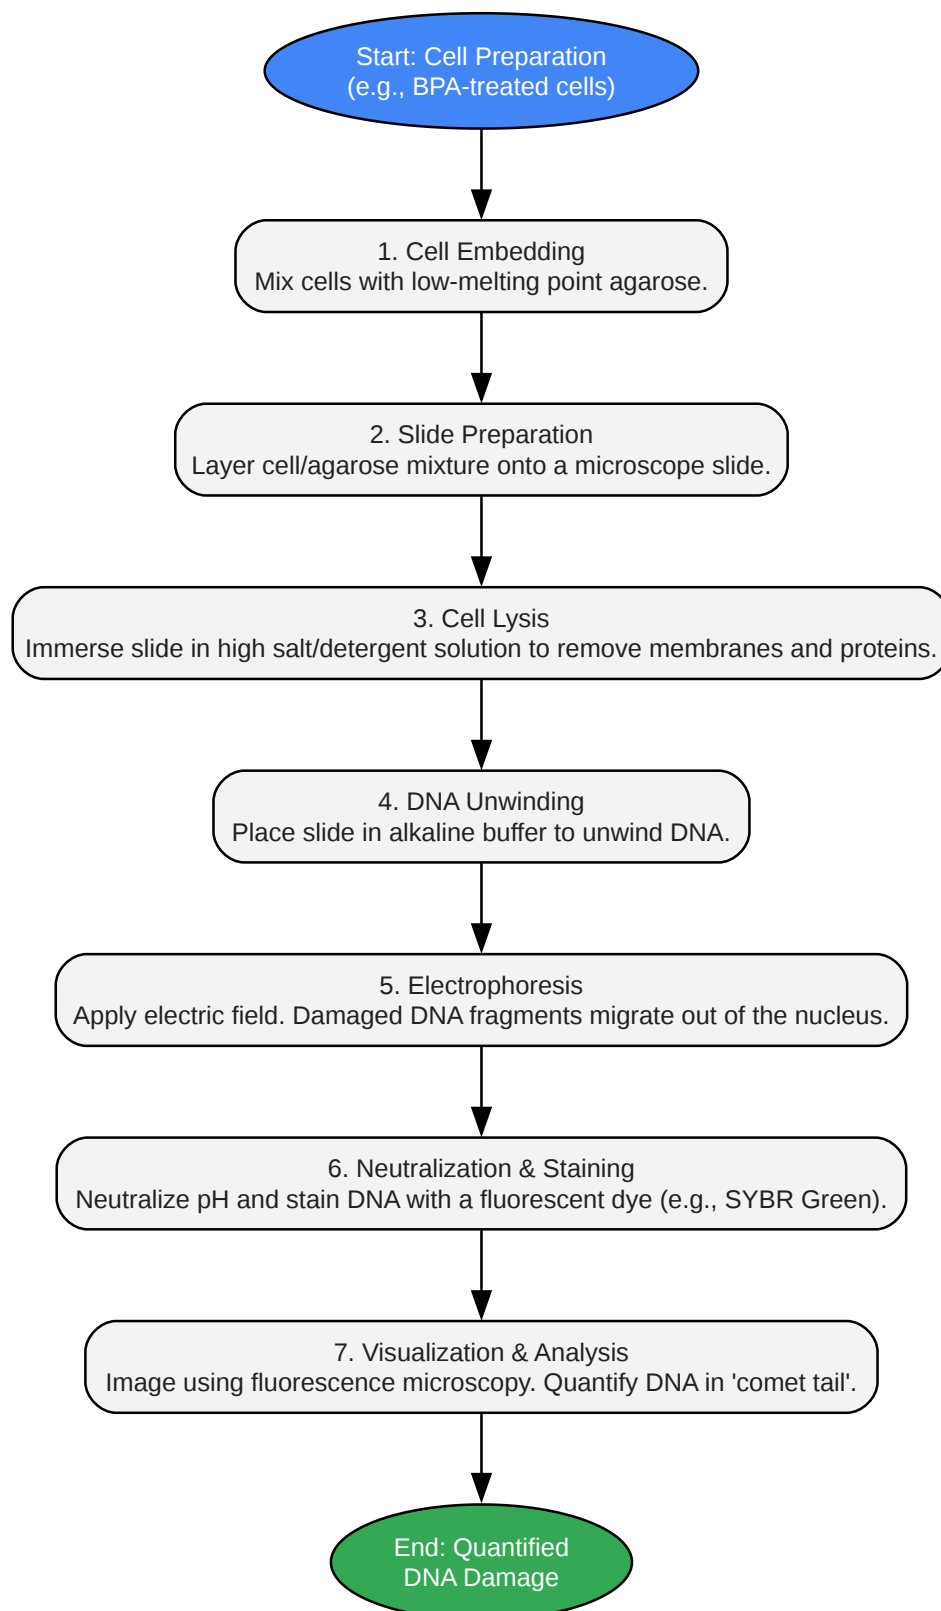 Start: Cell Preparation
(e.g., BPA-treated cells)
1. Cell Embedding
Mix cells with low-melting point agarose.
2. Slide Preparation
Layer cell/agarose mixture onto a microscope slide.
3. Cell Lysis
Immerse slide in high salt/detergent solution to remove membranes and proteins.
4. DNA Unwinding
Place slide in alkaline buffer to unwind DNA.
5. Electrophoresis
Apply electric field. Damaged DNA fragments migrate out of the nucleus.
6. Neutralization & Staining
Neutralize pH and stain DNA with a fluorescent dye (e.g., SYBR Green).
7. Visualization & Analysis
Image using fluorescence microscopy. Quantify DNA in 'comet tail'.
End: Quantified
DNA Damage